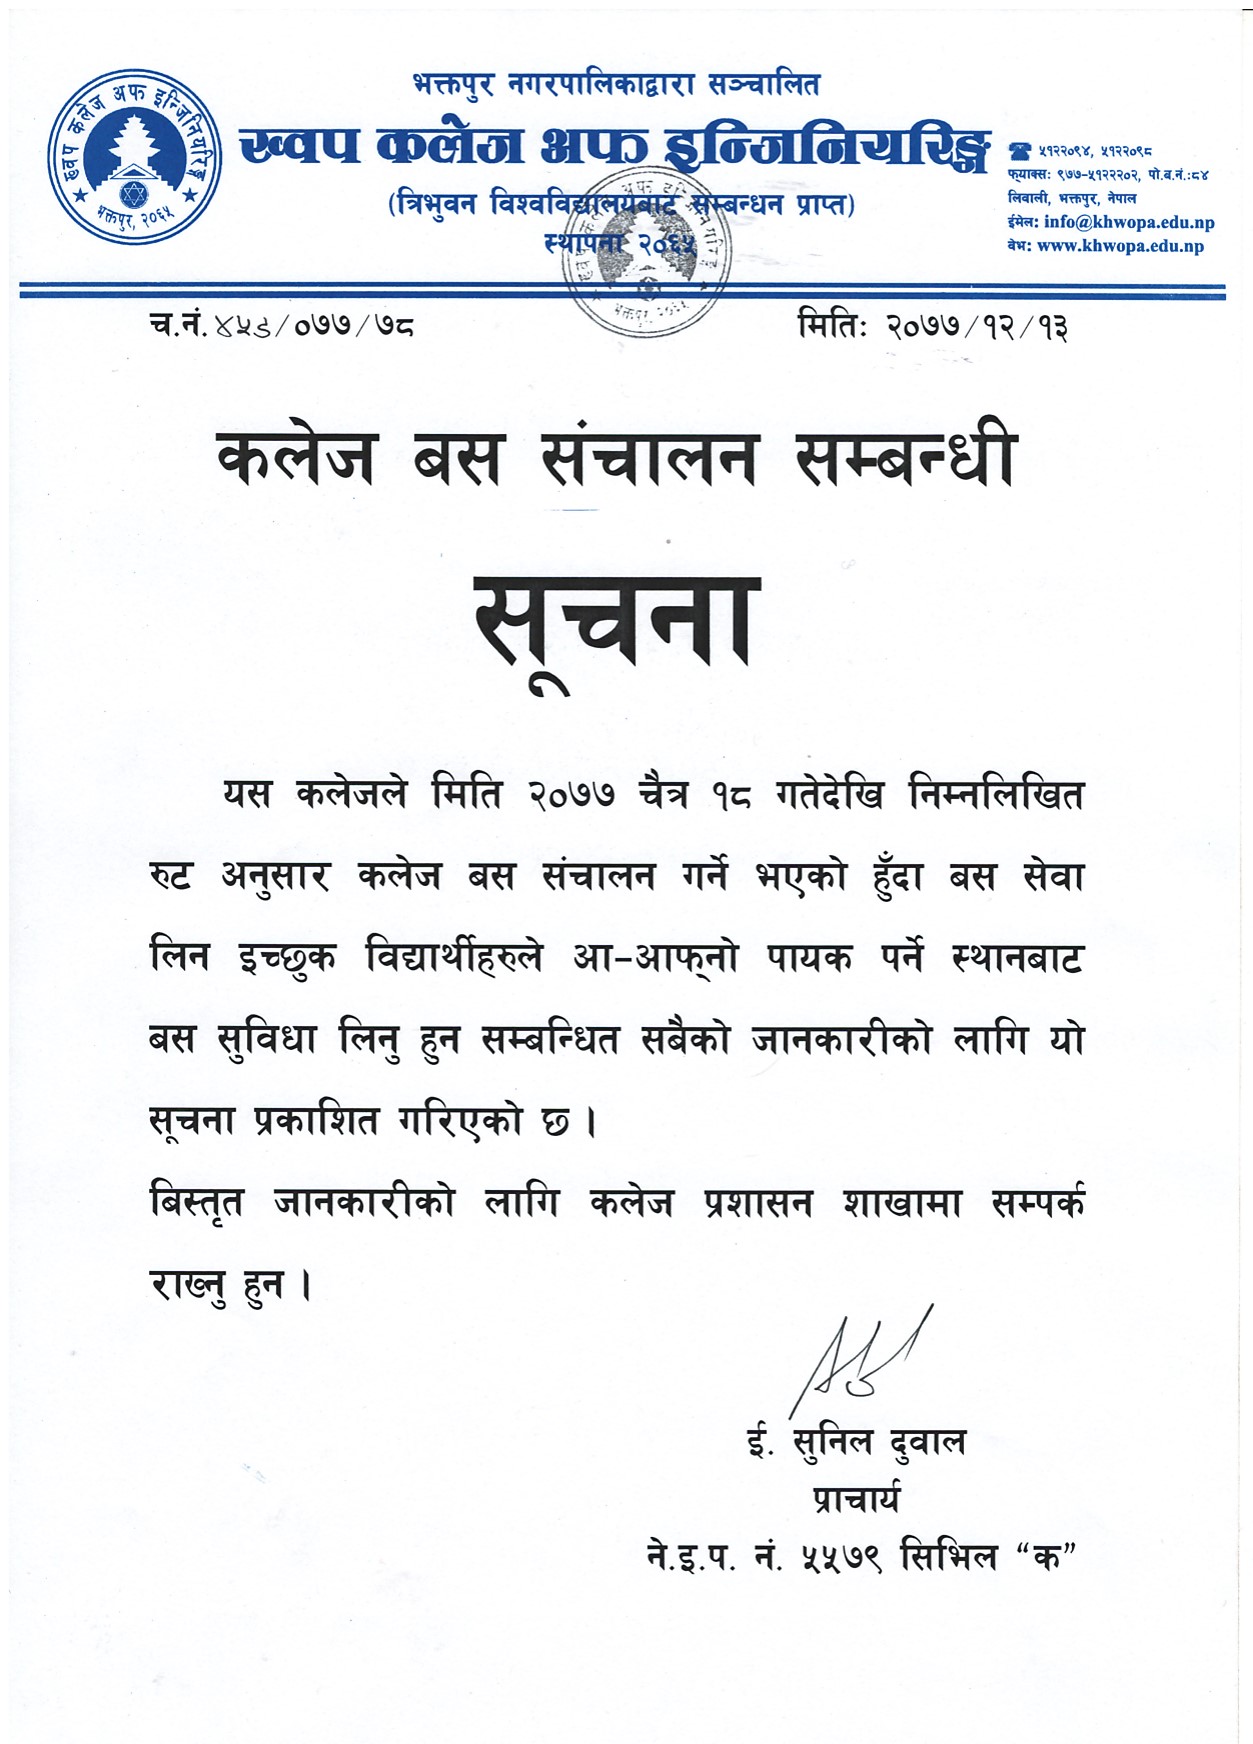 भक्तपुर नगरपालिकाद्वारा सञ्चालित
ख्वप कलेज अफ इन्जिनियरिङ्ग
(त्रिभुवन विश्वविद्यालयबाट सम्बन्धन प्राप्त)
स्थापना २०६५
ख्वप कलेज अफ इन्जिनियरिङ्ग
भक्तपुर, २०६५
☎ ५१२२०९४, ५१२२०९८
फ्याक्सः ९७७-५१२२२०२, पो.ब.नं.:८४
लिवाली, भक्तपुर, नेपाल
ईमेल: info@khwopa.edu.np
वेभ: www.khwopa.edu.np
च.नं. ४५८/०७७/७८
मितिः २०७७/१२/१३
कलेज बस संचालन सम्बन्धी
सूचना
यस कलेजले मिति २०७७ चैत्र १८ गतेदेखि निम्नलिखित
रुट अनुसार कलेज बस संचालन गर्ने भएको हुँदा बस सेवा
लिन इच्छुक विद्यार्थीहरुले आ-आफ्नो पायक पर्ने स्थानबाट
बस सुविधा लिनु हुन सम्बन्धित सबैको जानकारीको लागि यो
सूचना प्रकाशित गरिएको छ ।
बिस्तृत जानकारीको लागि कलेज प्रशासन शाखामा सम्पर्क
राख्नु हुन ।
ई. सुनिल दुवाल
प्राचार्य
ने.इ.प. नं. ५५७९ सिभिल “क”